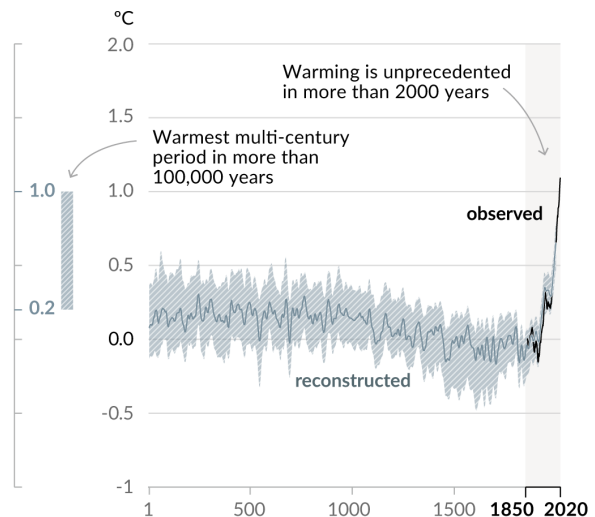 ºC
2.0
Warming is unprecedented
in more than 2000 years
1.5
Warmest multi-century
period in more than
100,000 years
1.0
1.0
observed
0.5
0.2
0.0
reconstructed
-0.5
-1
1 500 1000 1500 1850 2020